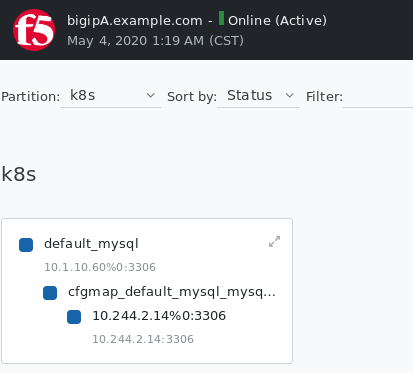 f5
bigipA.example.com - Online (Active)
May 4, 2020 1:19 AM (CST)
Partition: k8s Sort by: Status Filter:
k8s
default_mysql
10.1.10.60%0:3306
cfgmap_default_mysql_mysq...
10.244.2.14%0:3306
10.244.2.14:3306